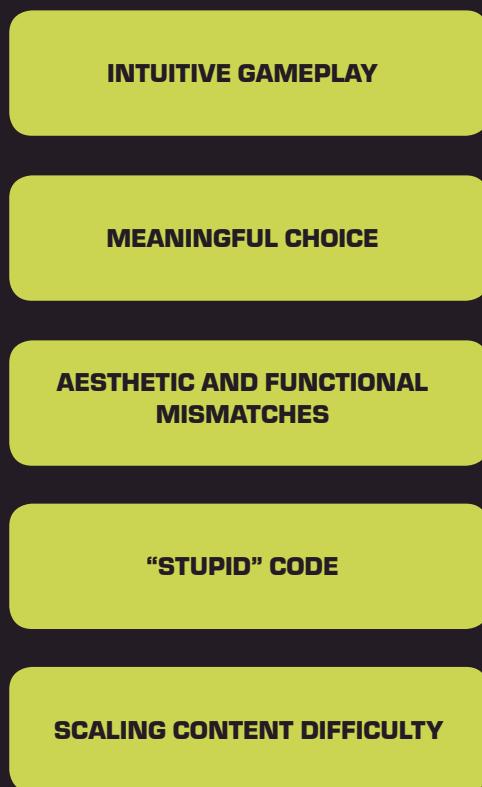 INTUITIVE GAMEPLAY
MEANINGFUL CHOICE
AESTHETIC AND FUNCTIONAL
MISMATCHES
“STUPID” CODE
SCALING CONTENT DIFFICULTY